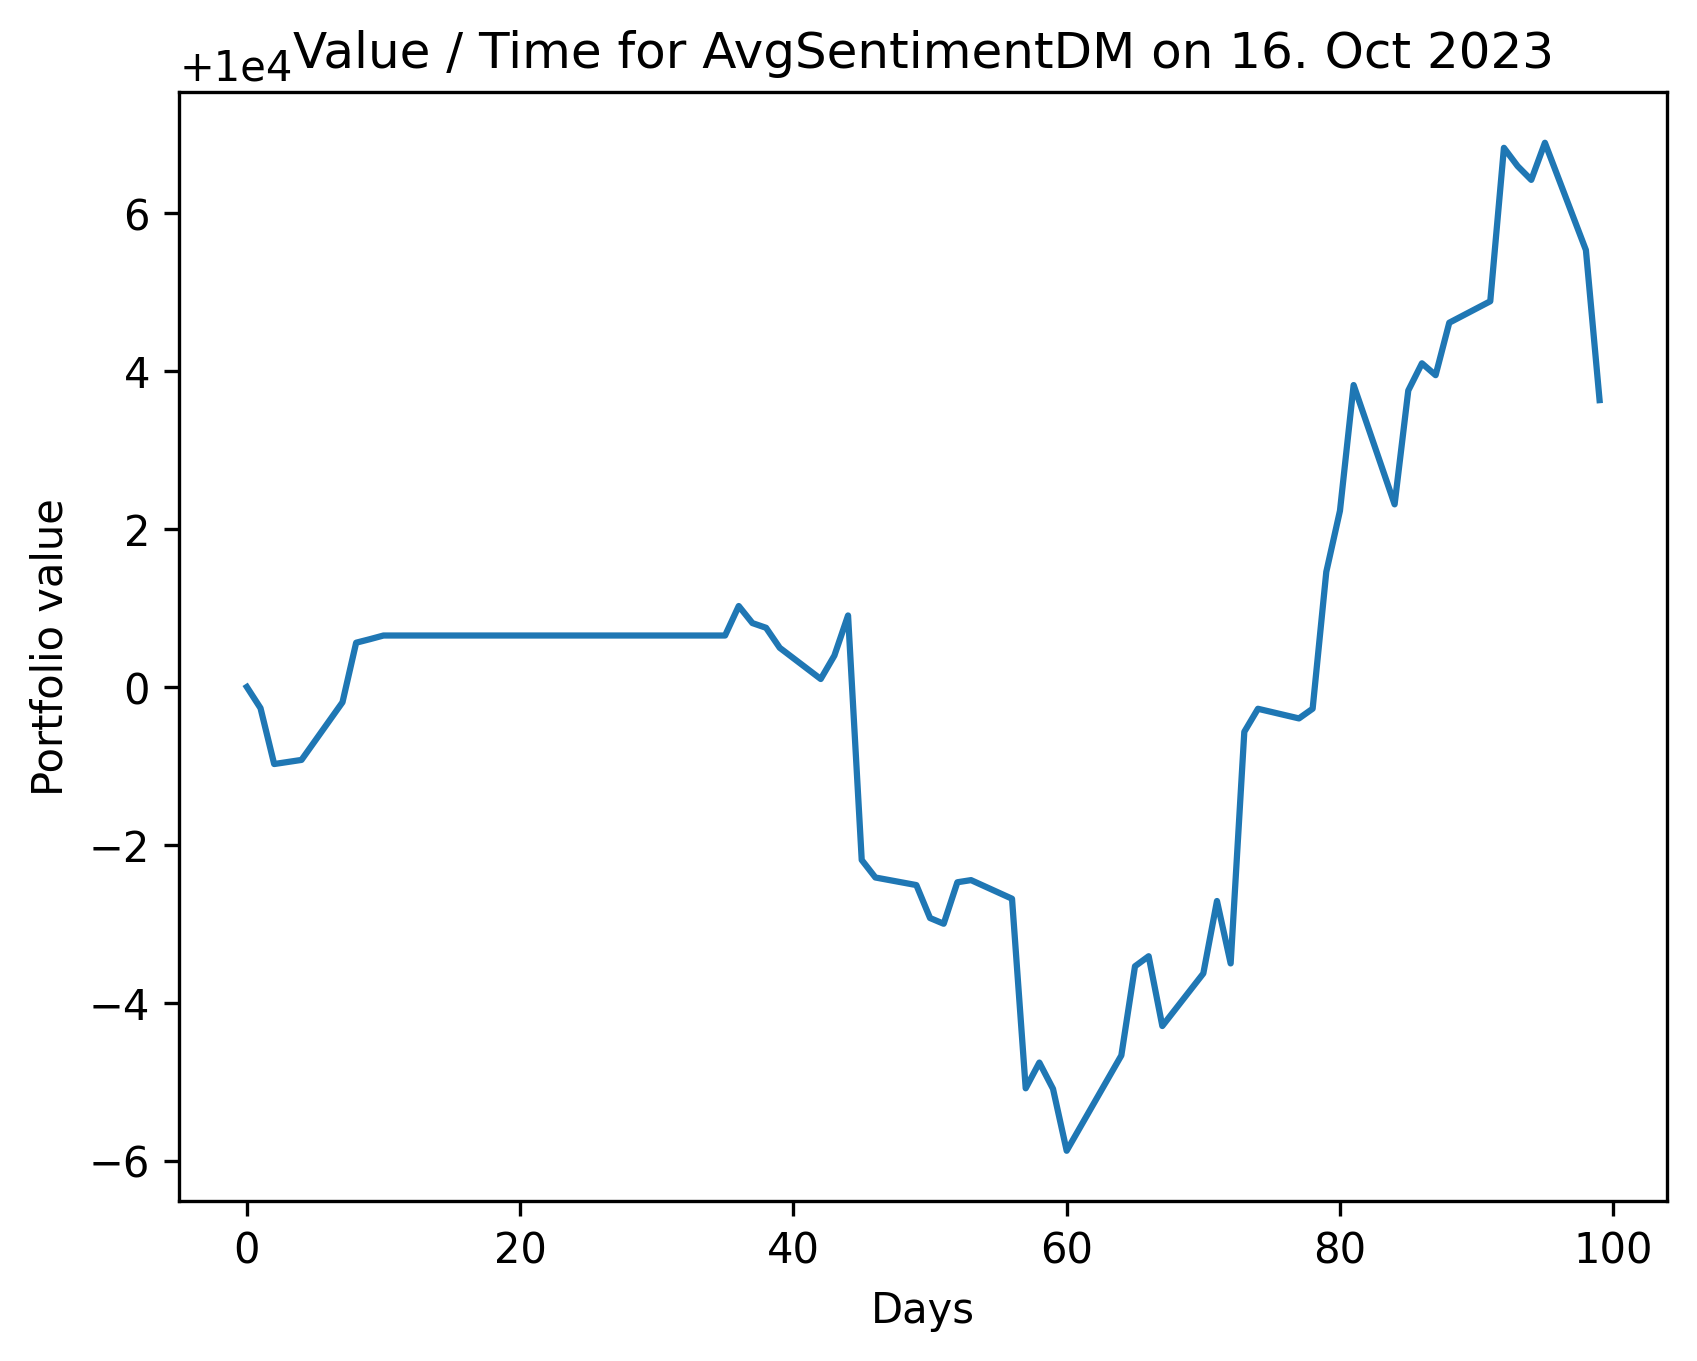 Value / Time for AvgSentimentDM on 16. Oct 2023
+1e4
6
4
2
0
−2
−4
−6
Portfolio value
0 20 40 60 80 100
Days